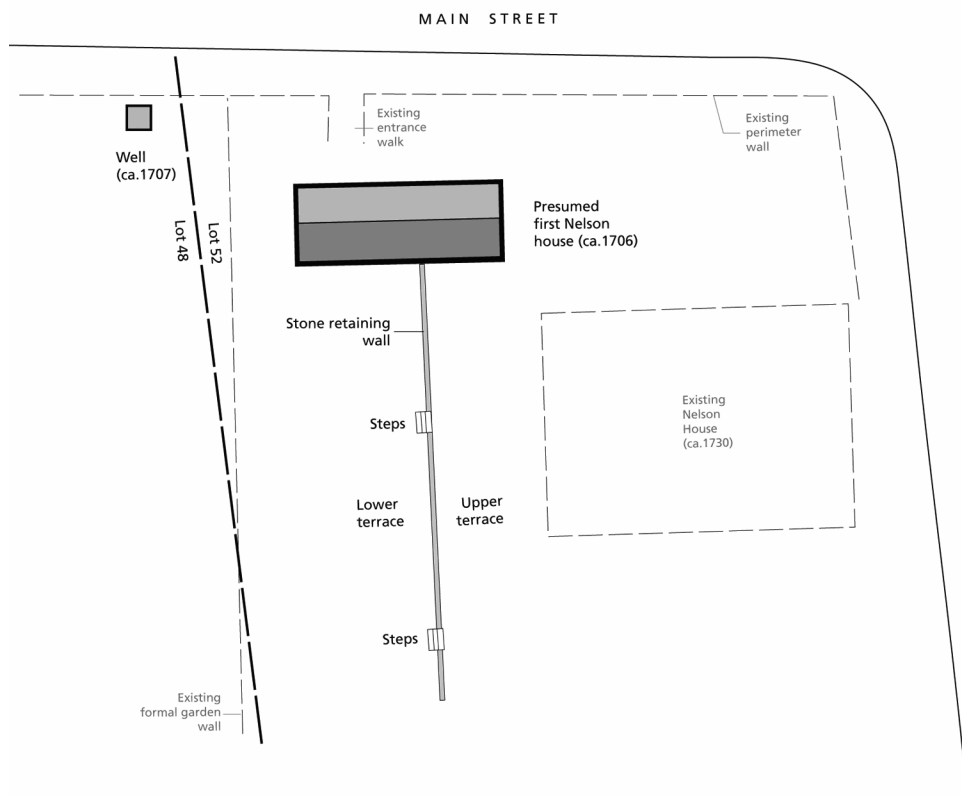 MAIN STREET
Existing
entrance
walk
Existing
perimeter
wall
Well
(ca.1707)
Lot 48
Lot 52
Presumed
first Nelson
house (ca.1706)
Stone retaining
wall
Steps
Existing
Nelson
House
(ca.1730)
Lower
terrace
Upper
terrace
Steps
Existing
formal garden
wall